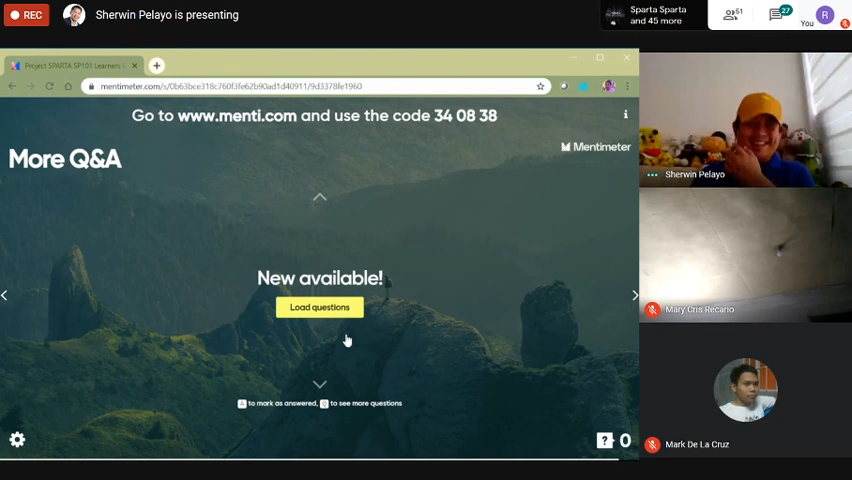 REC
Sherwin Pelayo is presenting
Sparta Sparta
and 45 more
51
27
You
R
Project SPARTA SP101 Learners
mentimeter.com/s/0b63bce318c760f3fe62b90ad1d40911/9d3378fe1960
Go to www.menti.com and use the code 34 08 38
i
More Q&A
Mentimeter
New available!
Load questions
A to mark as answered, Q to see more questions
? 0
Sherwin Pelayo
Mary Cris Recario
Mark De La Cruz